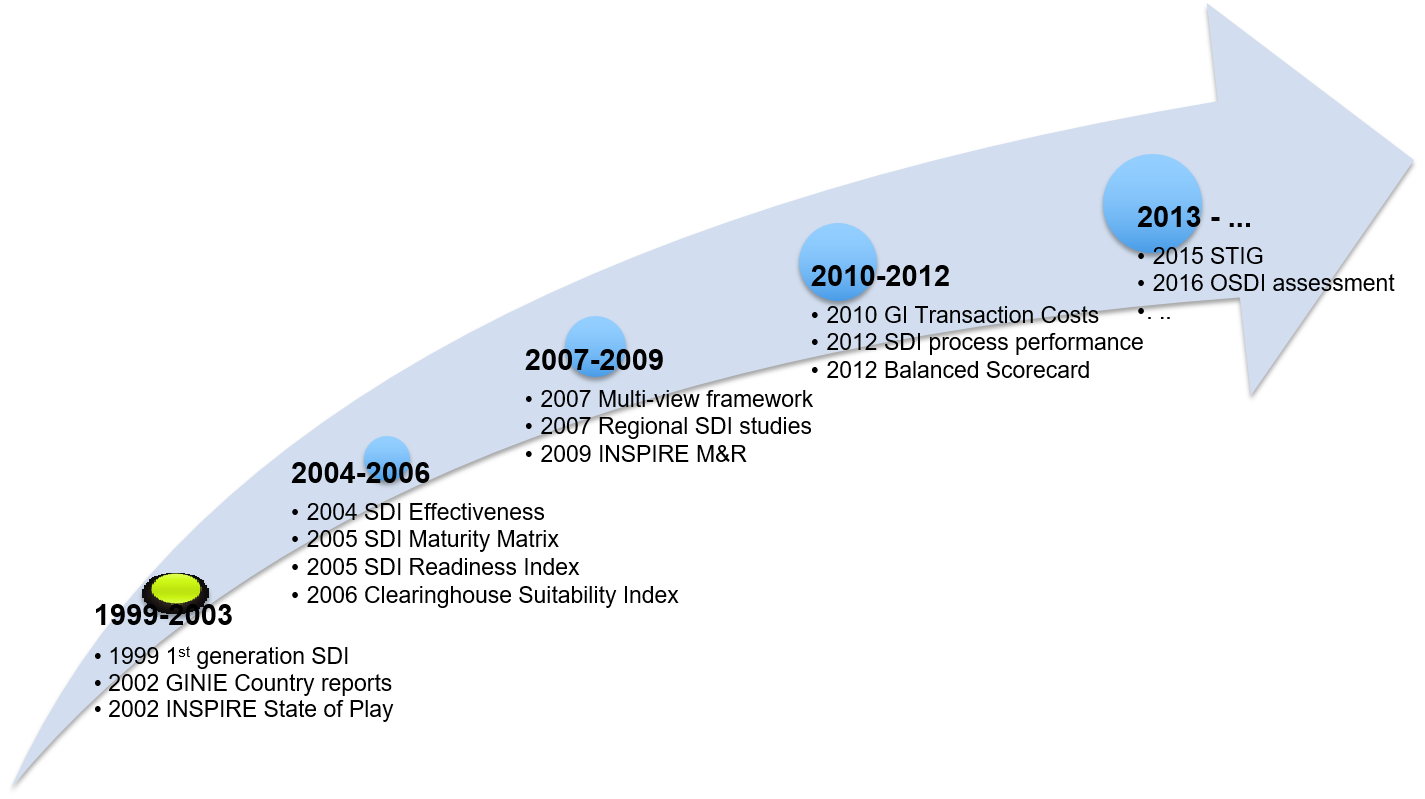 2013 - ...
• 2015 STIG
• 2016 OSDI assessment
•. ..
2010-2012
• 2010 GI Transaction Costs
• 2012 SDI process performance
• 2012 Balanced Scorecard
2007-2009
• 2007 Multi-view framework
• 2007 Regional SDI studies
• 2009 INSPIRE M&R
2004-2006
• 2004 SDI Effectiveness
• 2005 SDI Maturity Matrix
• 2005 SDI Readiness Index
• 2006 Clearinghouse Suitability Index
1999-2003
• 1999 1st generation SDI
• 2002 GINIE Country reports
• 2002 INSPIRE State of Play